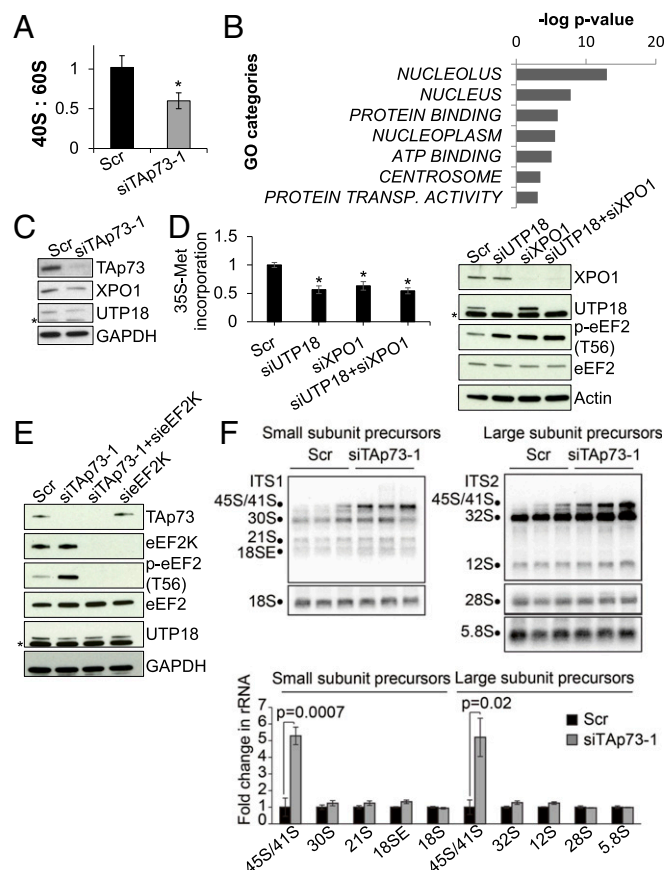 A
40S : 60S
1
0.5
0
*
Scr
siTAp73-1
B
-log p-value
0 10 20
GO categories
NUCLEOLUS
NUCLEUS
PROTEIN BINDING
NUCLEOPLASM
ATP BINDING
CENTROSOME
PROTEIN TRANSP. ACTIVITY
C
Scr
siTAp73-1
TAp73
XPO1
UTP18
*
GAPDH
D
35S-Met
incorporation
1.5
1
0.5
0
* * *
Scr
siUTP18
siXPO1
siUTP18+siXPO1
Scr
siUTP18
siXPO1
siUTP18+siXPO1
XPO1
UTP18
*
p-eEF2
(T56)
eEF2
Actin
E
Scr
siTAp73-1
siTAp73-1+sieEF2K
sieEF2K
TAp73
eEF2K
p-eEF2
(T56)
eEF2
UTP18
*
GAPDH
F
Small subunit precursors
Scr siTAp73-1
ITS1
45S/41S
30S
21S
18SE
18S
Large subunit precursors
Scr siTAp73-1
ITS2
45S/41S
32S
12S
28S
5.8S
Small subunit precursors Large subunit precursors
Fold change in rRNA
7
6
5
4
3
2
1
0
p=0.0007
p=0.02
Scr
siTAp73-1
45S/41S
30S
21S
18SE
18S
45S/41S
32S
12S
28S
5.8S